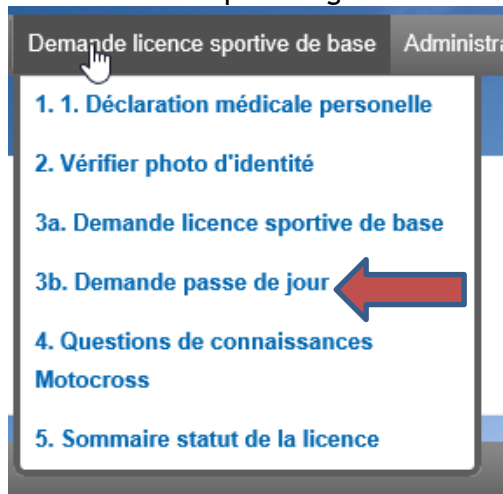 Demande licence sportive de base Administra
1. 1. Déclaration médicale personelle
2. Vérifier photo d'identité
3a. Demande licence sportive de base
3b. Demande passe de jour
4. Questions de connaissances
Motocross
5. Sommaire statut de la licence